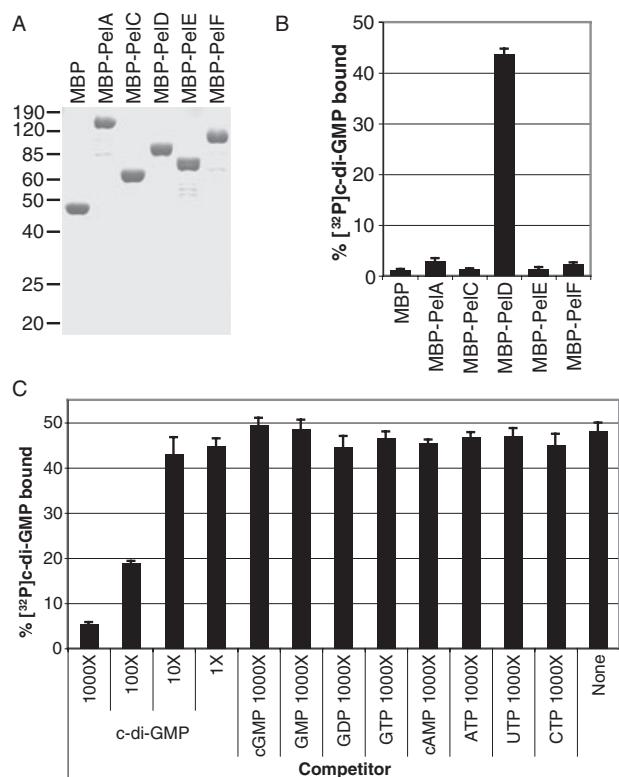 A
MBP
MBP-PelA
MBP-PelC
MBP-PelD
MBP-PelE
MBP-PelF
190
120
85
60
50
40
25
20
B
% [³²P]c-di-GMP bound
50
40
30
20
10
0
MBP
MBP-PelA
MBP-PelC
MBP-PelD
MBP-PelE
MBP-PelF
C
% [³²P]c-di-GMP bound
60
50
40
30
20
10
0
1000X
100X
10X
1X
cGMP 1000X
GMP 1000X
GDP 1000X
GTP 1000X
cAMP 1000X
ATP 1000X
UTP 1000X
CTP 1000X
None
c-di-GMP
Competitor